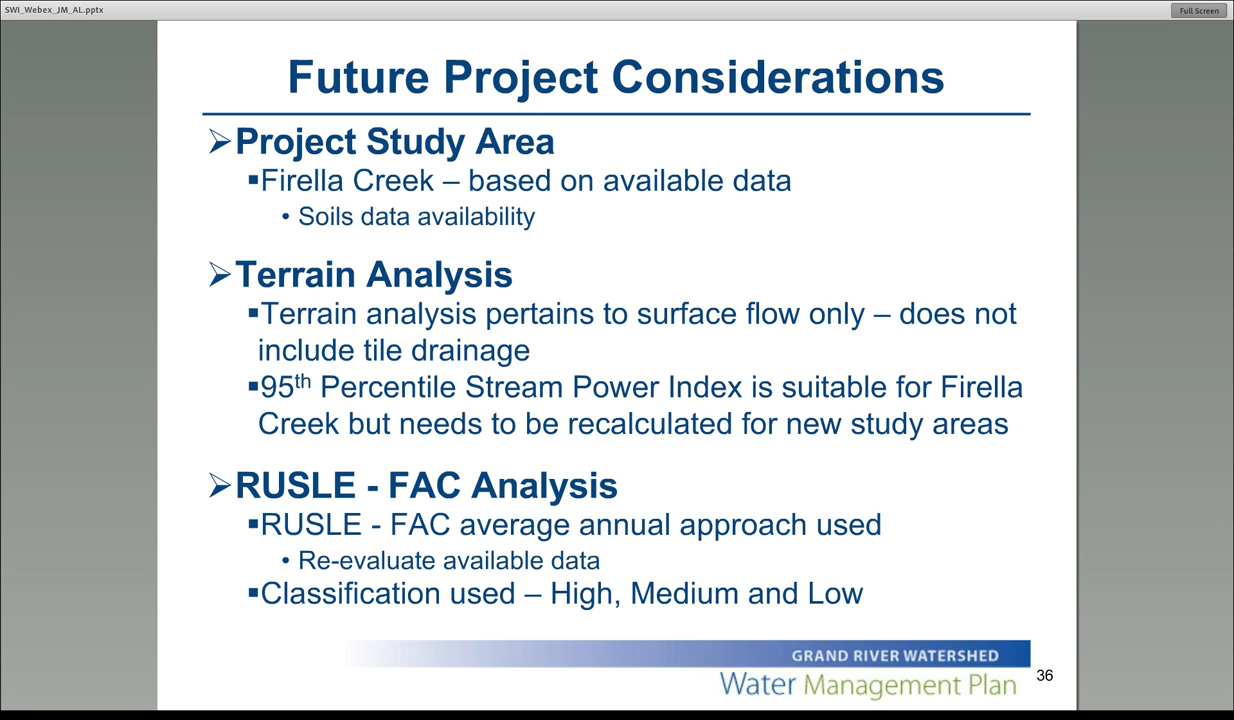 SWI_Webex_JM_AL.pptx
Full Screen
Future Project Considerations
➢Project Study Area
▪Firella Creek – based on available data
• Soils data availability
➢Terrain Analysis
▪Terrain analysis pertains to surface flow only – does not
include tile drainage
▪95th Percentile Stream Power Index is suitable for Firella
Creek but needs to be recalculated for new study areas
➢RUSLE - FAC Analysis
▪RUSLE - FAC average annual approach used
• Re-evaluate available data
▪Classification used – High, Medium and Low
GRAND RIVER WATERSHED
Water Management Plan
36